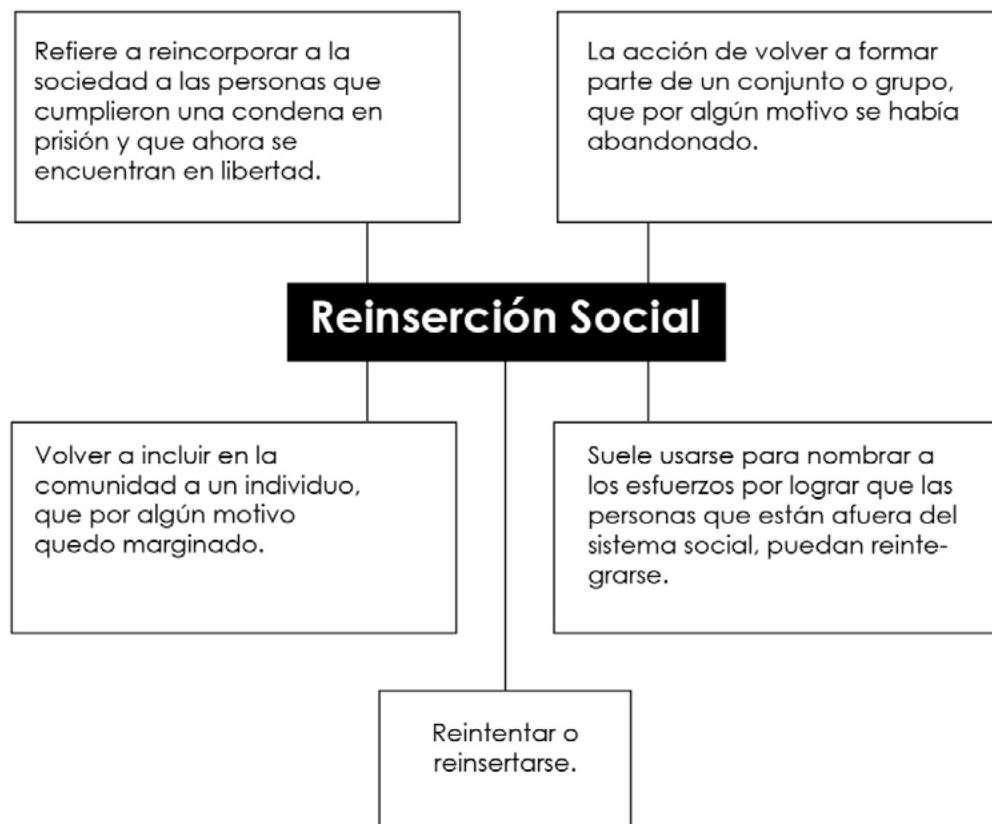 Refiere a reincorporar a la
sociedad a las personas que
cumplieron una condena en
prisión y que ahora se
encuentran en libertad.
La acción de volver a formar
parte de un conjunto o grupo,
que por algún motivo se había
abandonado.
Reinserción Social
Volver a incluir en la
comunidad a un individuo,
que por algún motivo
quedo marginado.
Suele usarse para nombrar a
los esfuerzos por lograr que las
personas que están afuera del
sistema social, puedan reinte-
grarse.
Reintentar o
reinsertarse.